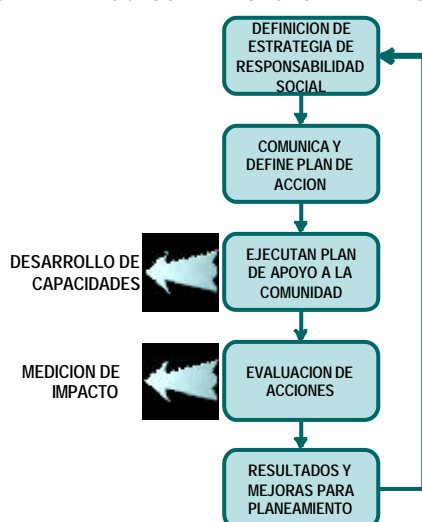 DEFINICION DE
ESTRATEGIA DE
RESPONSABILIDAD
SOCIAL
COMUNICA Y
DEFINE PLAN DE
ACCION
DESARROLLO DE
CAPACIDADES
EJECUTAN PLAN
DE APOYO A LA
COMUNIDAD
MEDICION DE
IMPACTO
EVALUACION DE
ACCIONES
RESULTADOS Y
MEJORAS PARA
PLANEAMIENTO